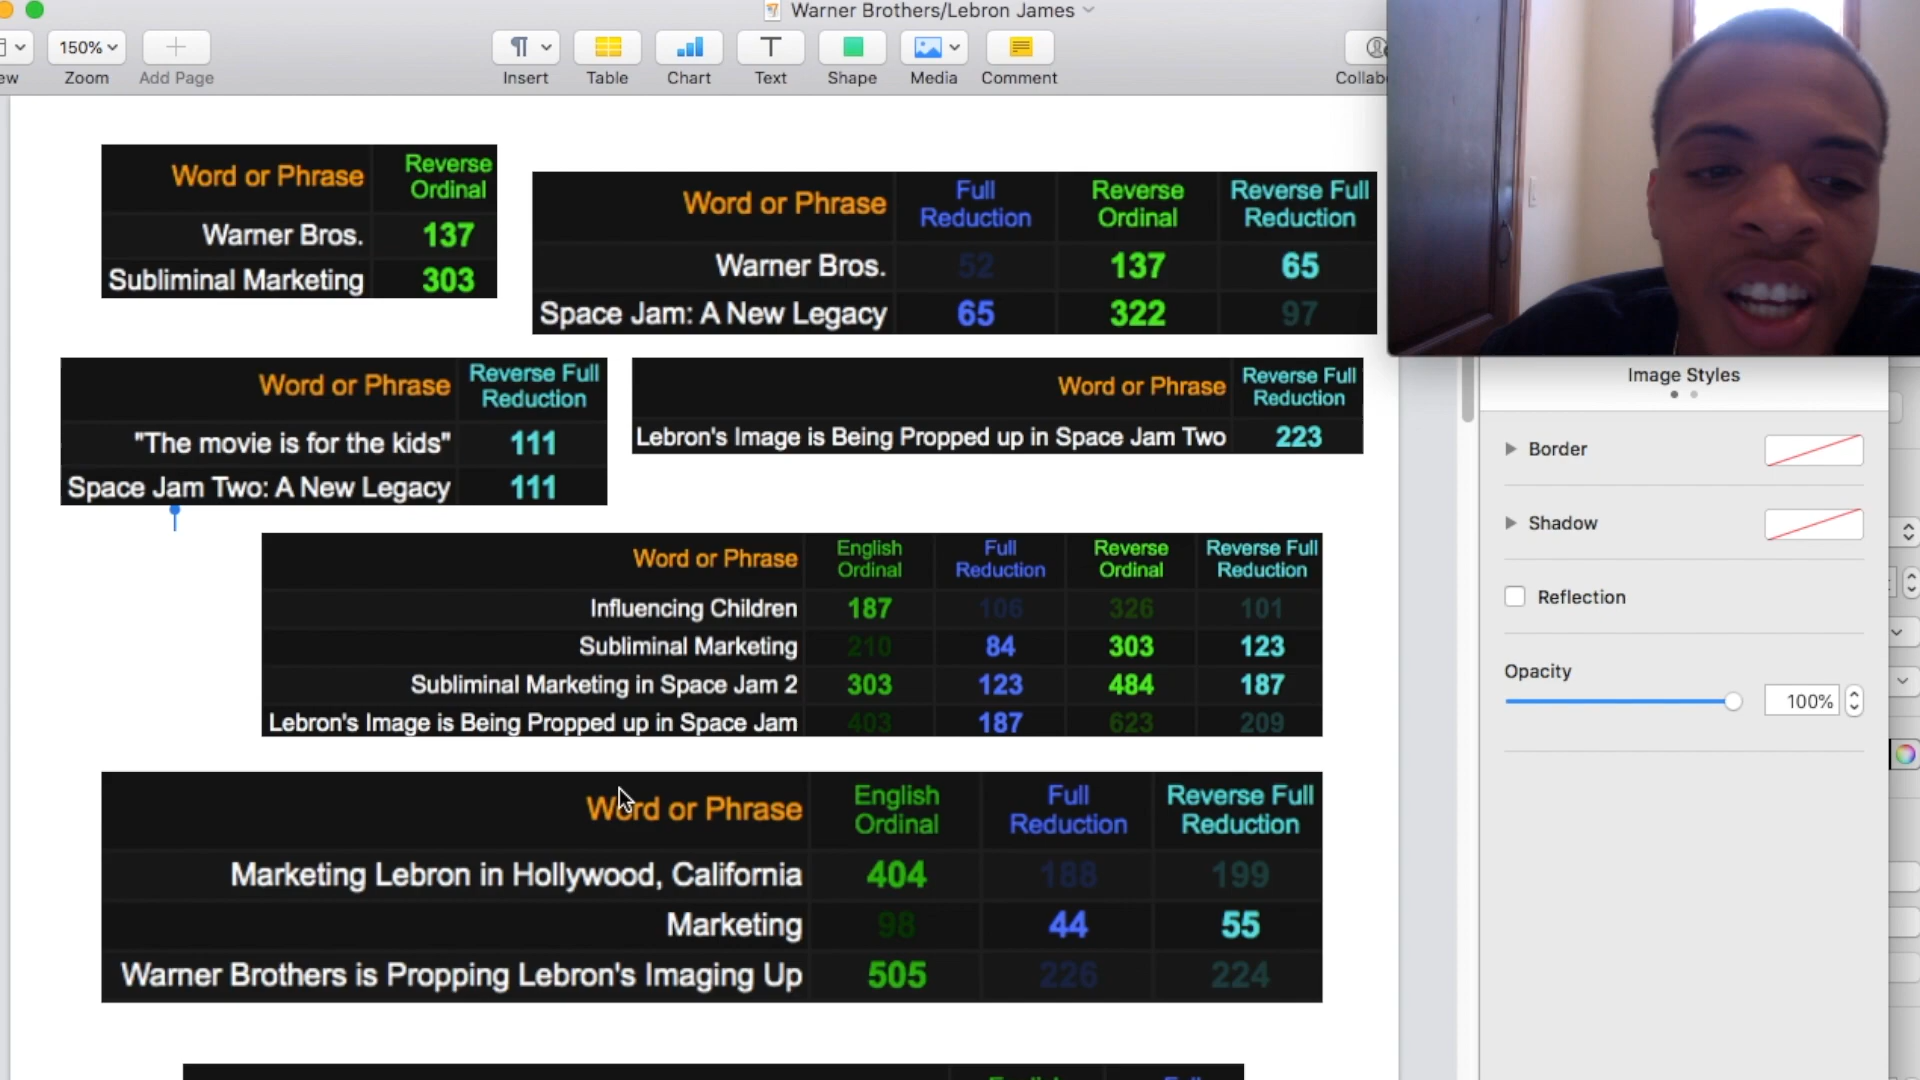 Warner Brothers/Lebron James
150%
Zoom
Add Page
Insert
Table
Chart
Text
Shape
Media
Comment
Word or Phrase Reverse Ordinal
Warner Bros. 137
Subliminal Marketing 303
Word or Phrase Full Reduction Reverse Ordinal Reverse Full Reduction
Warner Bros. 52 137 65
Space Jam: A New Legacy 65 322 97
Word or Phrase Reverse Full Reduction
"The movie is for the kids" 111
Space Jam Two: A New Legacy 111
Word or Phrase Reverse Full Reduction
Lebron's Image is Being Propped up in Space Jam Two 223
Word or Phrase English Ordinal Full Reduction Reverse Ordinal Reverse Full Reduction
Influencing Children 187 106 326 101
Subliminal Marketing 210 84 303 123
Subliminal Marketing in Space Jam 2 303 123 484 187
Lebron's Image is Being Propped up in Space Jam 403 187 623 209
Word or Phrase English Ordinal Full Reduction Reverse Full Reduction
Marketing Lebron in Hollywood, California 404 188 199
Marketing 98 44 55
Warner Brothers is Propping Lebron's Imaging Up 505 226 224
Image Styles
Border
Shadow
Reflection
Opacity
100%